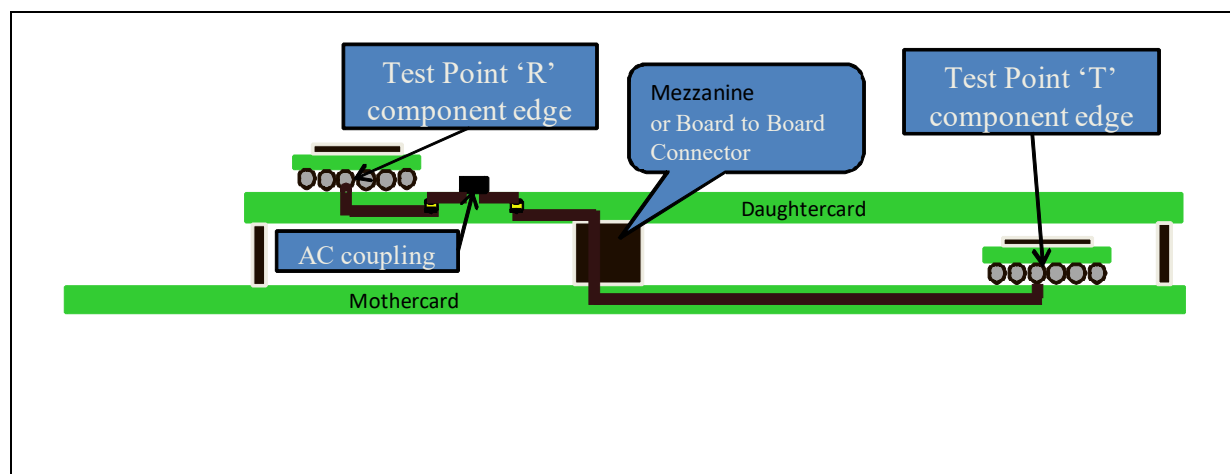 Test Point ‘R’
component edge
Mezzanine
or Board to Board
Connector
Test Point ‘T’
component edge
Daughtercard
AC coupling
Mothercard